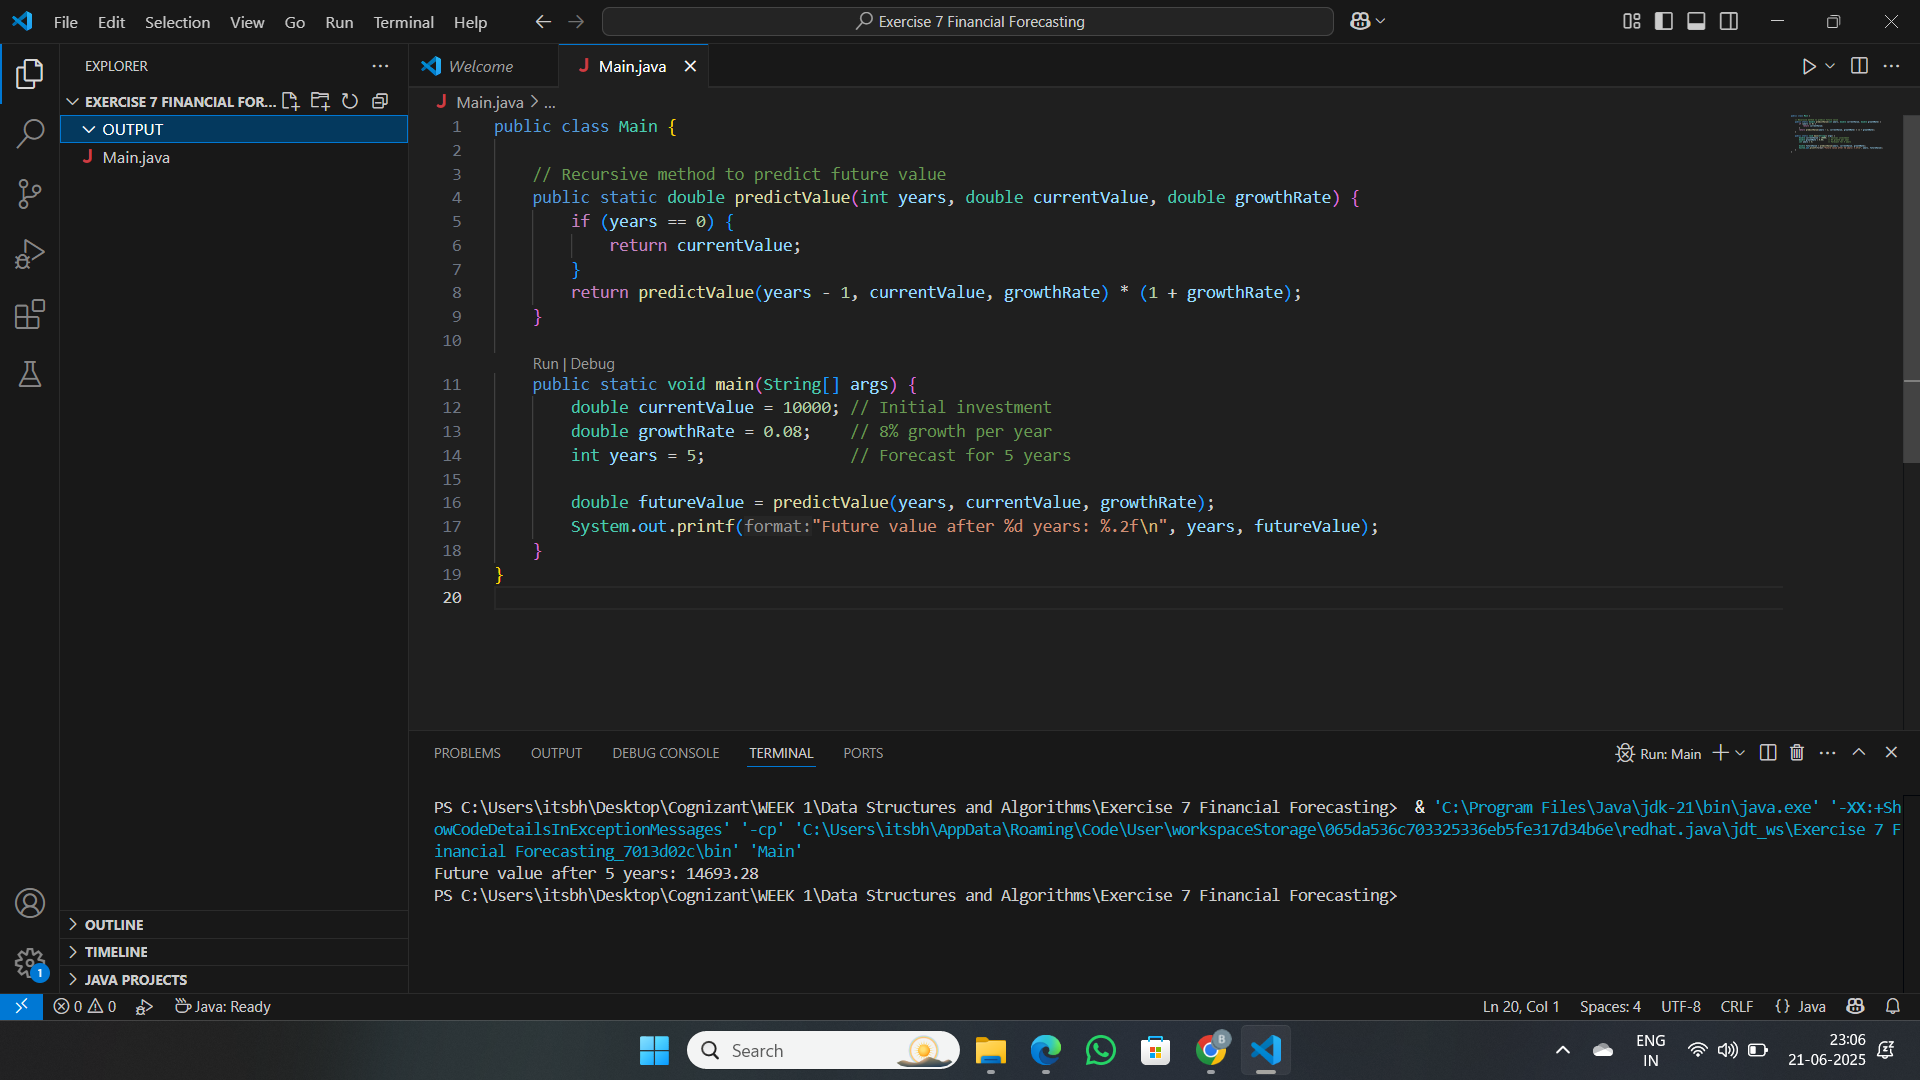 File Edit Selection View Go Run Terminal Help
Exercise 7 Financial Forecasting
EXPLORER
EXERCISE 7 FINANCIAL FOR...
OUTPUT
Main.java
OUTLINE
TIMELINE
JAVA PROJECTS
Welcome
Main.java
Main.java > ...
1 public class Main {
2
3 // Recursive method to predict future value
4 public static double predictValue(int years, double currentValue, double growthRate) {
5 if (years == 0) {
6 return currentValue;
7 }
8 return predictValue(years - 1, currentValue, growthRate) * (1 + growthRate);
9 }
10
Run | Debug
11 public static void main(String[] args) {
12 double currentValue = 10000; // Initial investment
13 double growthRate = 0.08; // 8% growth per year
14 int years = 5; // Forecast for 5 years
15
16 double futureValue = predictValue(years, currentValue, growthRate);
17 System.out.printf(format:"Future value after %d years: %.2f\n", years, futureValue);
18 }
19 }
20
PROBLEMS OUTPUT DEBUG CONSOLE TERMINAL PORTS
Run: Main
PS C:\Users\itsbh\Desktop\Cognizant\WEEK 1\Data Structures and Algorithms\Exercise 7 Financial Forecasting> & 'C:\Program Files\Java\jdk-21\bin\java.exe' '-XX:+Sh
owCodeDetailsInExceptionMessages' '-cp' 'C:\Users\itsbh\AppData\Roaming\Code\User\workspaceStorage\065da536c703325336eb5fe317d34b6e\redhat.java\jdt_ws\Exercise 7 F
inancial Forecasting_7013d02c\bin' 'Main'
Future value after 5 years: 14693.28
PS C:\Users\itsbh\Desktop\Cognizant\WEEK 1\Data Structures and Algorithms\Exercise 7 Financial Forecasting>
1
0 0 Java: Ready
Ln 20, Col 1 Spaces: 4 UTF-8 CRLF {} Java
Search
B
ENG
IN
23:06
21-06-2025